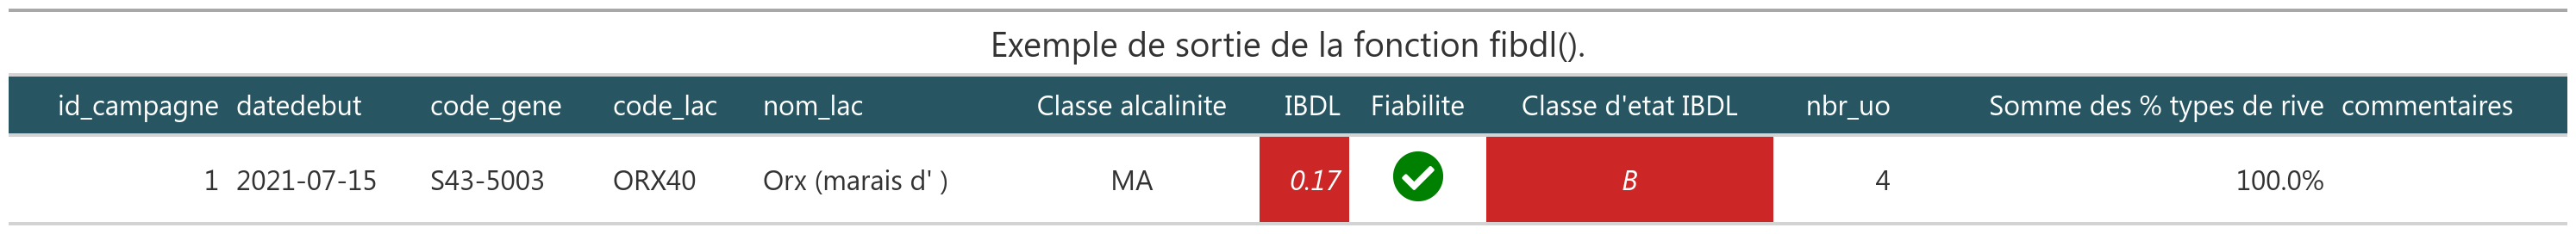 Exemple de sortie de la fonction fibdl().
id_campagne datedebut code_gene code_lac nom_lac Classe alcalinite IBDL Fiabilite Classe d'etat IBDL nbr_uo Somme des % types de rive commentaires
1 2021-07-15 S43-5003 ORX40 Orx (marais d' ) MA 0.17 B 4 100.0%